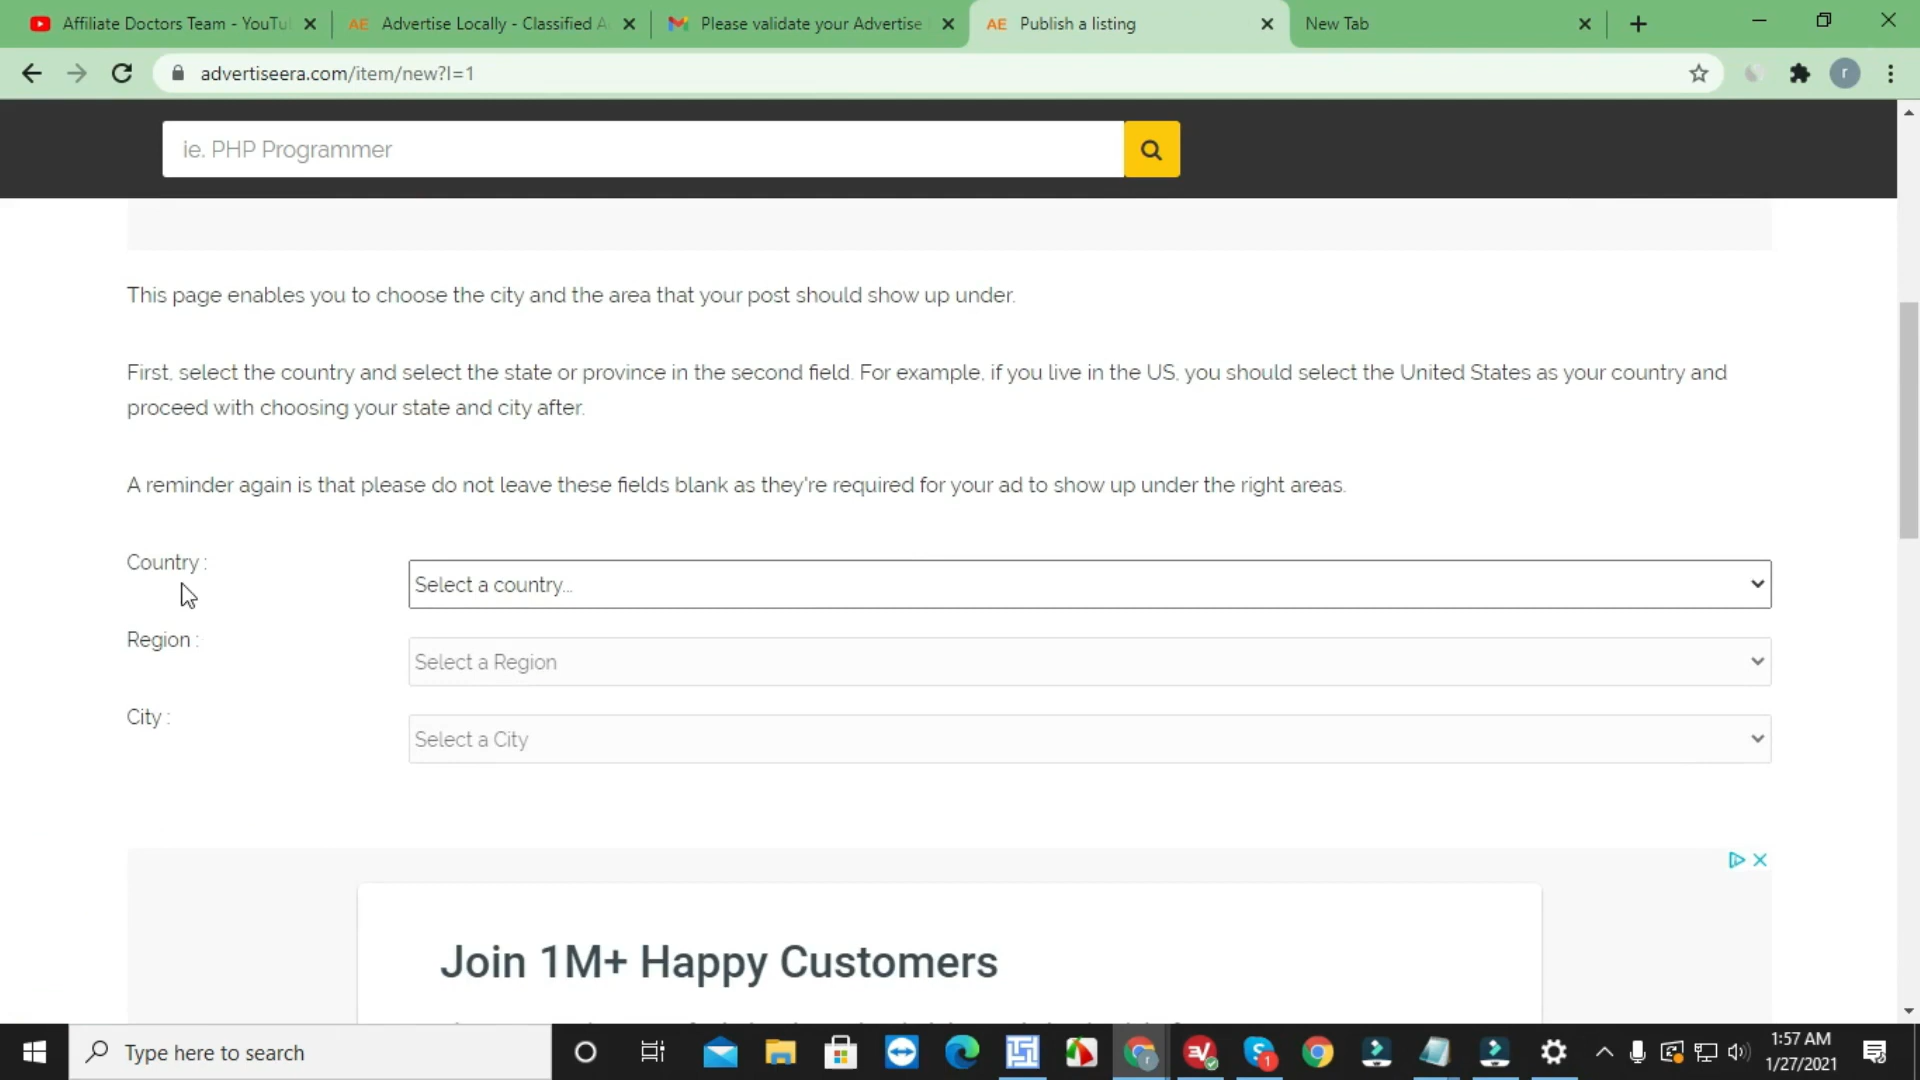 Affiliate Doctors Team - YouTu
AE Advertise Locally - Classified A
Please validate your Advertise
AE Publish a listing
New Tab
advertiseera.com/item/new?l=1
r
ie. PHP Programmer
This page enables you to choose the city and the area that your post should show up under.
First, select the country and select the state or province in the second field. For example, if you live in the US, you should select the United States as your country and
proceed with choosing your state and city after.
A reminder again is that please do not leave these fields blank as they're required for your ad to show up under the right areas.
Country :
Select a country...
Region :
Select a Region
City :
Select a City
Join 1M+ Happy Customers
Type here to search
1:57 AM
1/27/2021